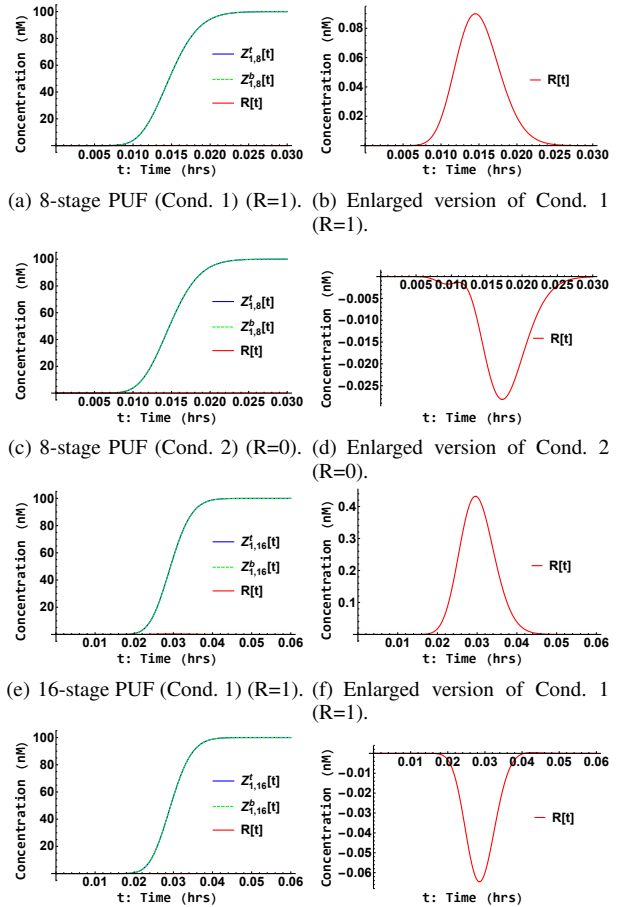 Concentration (nM)
100
80
60
40
20
0.005 0.010 0.015 0.020 0.025 0.030
t: Time (hrs)
Z^t_{1,8}[t]
Z^b_{1,8}[t]
R[t]
Concentration (nM)
0.08
0.06
0.04
0.02
0.005 0.010 0.015 0.020 0.025 0.030
t: Time (hrs)
R[t]
(a) 8-stage PUF (Cond. 1) (R=1). (b) Enlarged version of Cond. 1
(R=1).
Concentration (nM)
100
80
60
40
20
0.005 0.010 0.015 0.020 0.025 0.030
t: Time (hrs)
Z^t_{1,8}[t]
Z^b_{1,8}[t]
R[t]
Concentration (nM)
0.005 0.010 0.015 0.020 0.025 0.030
-0.005
-0.010
-0.015
-0.020
-0.025
t: Time (hrs)
R[t]
(c) 8-stage PUF (Cond. 2) (R=0). (d) Enlarged version of Cond. 2
(R=0).
Concentration (nM)
100
80
60
40
20
0.01 0.02 0.03 0.04 0.05 0.06
t: Time (hrs)
Z^t_{1,16}[t]
Z^b_{1,16}[t]
R[t]
Concentration (nM)
0.4
0.3
0.2
0.1
0.01 0.02 0.03 0.04 0.05 0.06
t: Time (hrs)
R[t]
(e) 16-stage PUF (Cond. 1) (R=1). (f) Enlarged version of Cond. 1
(R=1).
Concentration (nM)
100
80
60
40
20
0.01 0.02 0.03 0.04 0.05 0.06
t: Time (hrs)
Z^t_{1,16}[t]
Z^b_{1,16}[t]
R[t]
Concentration (nM)
0.01 0.02 0.03 0.04 0.05 0.06
-0.01
-0.02
-0.03
-0.04
-0.05
-0.06
t: Time (hrs)
R[t]